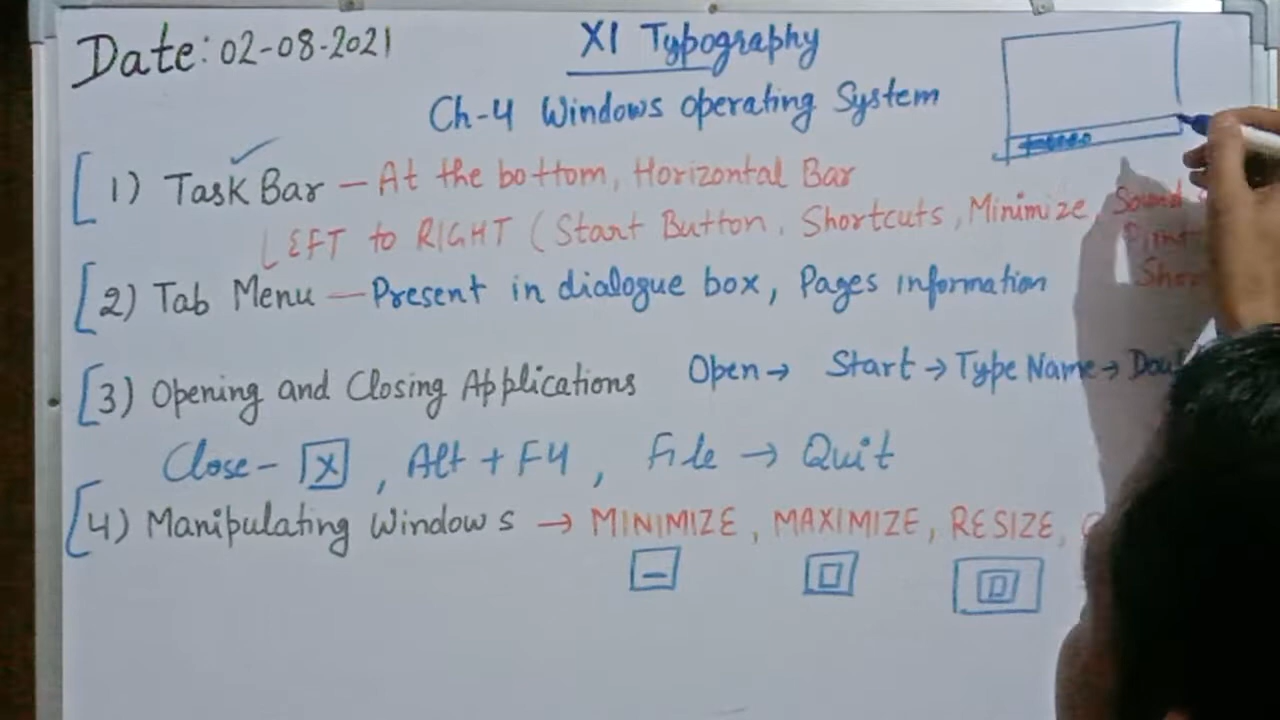 Date: 02-08-2021
XI Typography
Ch-4 Windows Operating System
1) Task Bar — At the bottom, Horizontal Bar
LEFT to RIGHT (Start Button, Shortcuts, Minimize, Sound
2) Tab Menu — Present in dialogue box, Pages information
3) Opening and Closing Applications Open → Start → Type Name →
Close - X, Alt + F4, File → Quit
4) Manipulating Windows → MINIMIZE, MAXIMIZE, RESIZE,